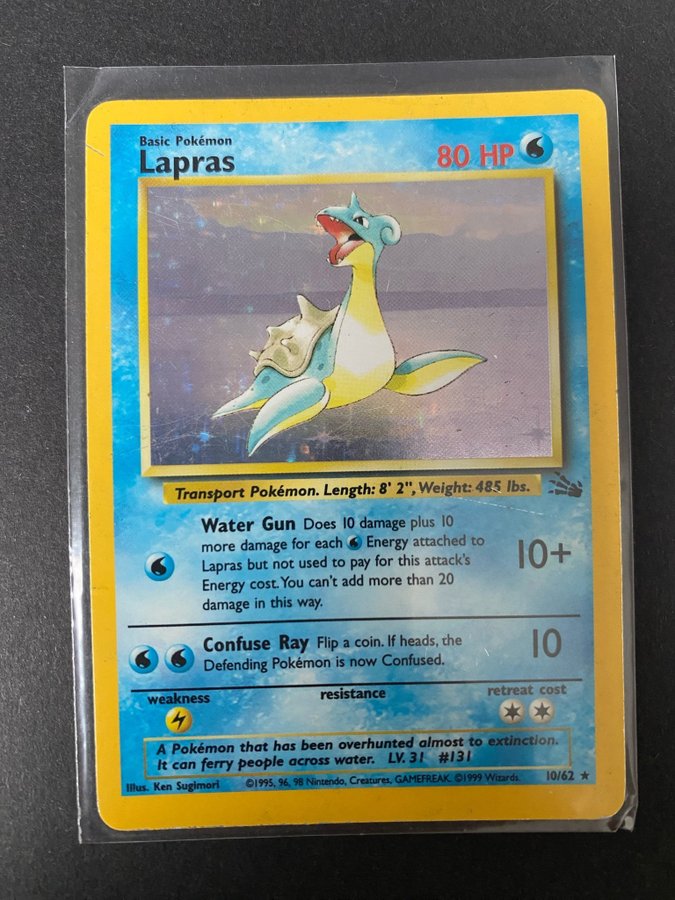 Basic Pokémon
Lapras
80 HP
Transport Pokémon. Length: 8' 2", Weight: 485 lbs.
Water Gun Does 10 damage plus 10
more damage for each Energy attached to
Lapras but not used to pay for this attack's
Energy cost. You can't add more than 20
damage in this way.
10+
Confuse Ray Flip a coin. If heads, the
Defending Pokémon is now Confused.
10
weakness
resistance
retreat cost
A Pokémon that has been overhunted almost to extinction.
It can ferry people across water. LV. 31 #131
Illus. Ken Sugimori ©1995, 96, 98 Nintendo, Creatures, GAMEFREAK. ©1999 Wizards. 10/62 ★